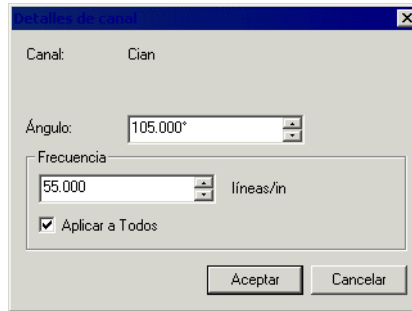 Detalles de canal
Canal: Cian
Ángulo: 105.000°
Frecuencia
55.000 líneas/in
Aplicar a Todos
Aceptar Cancelar